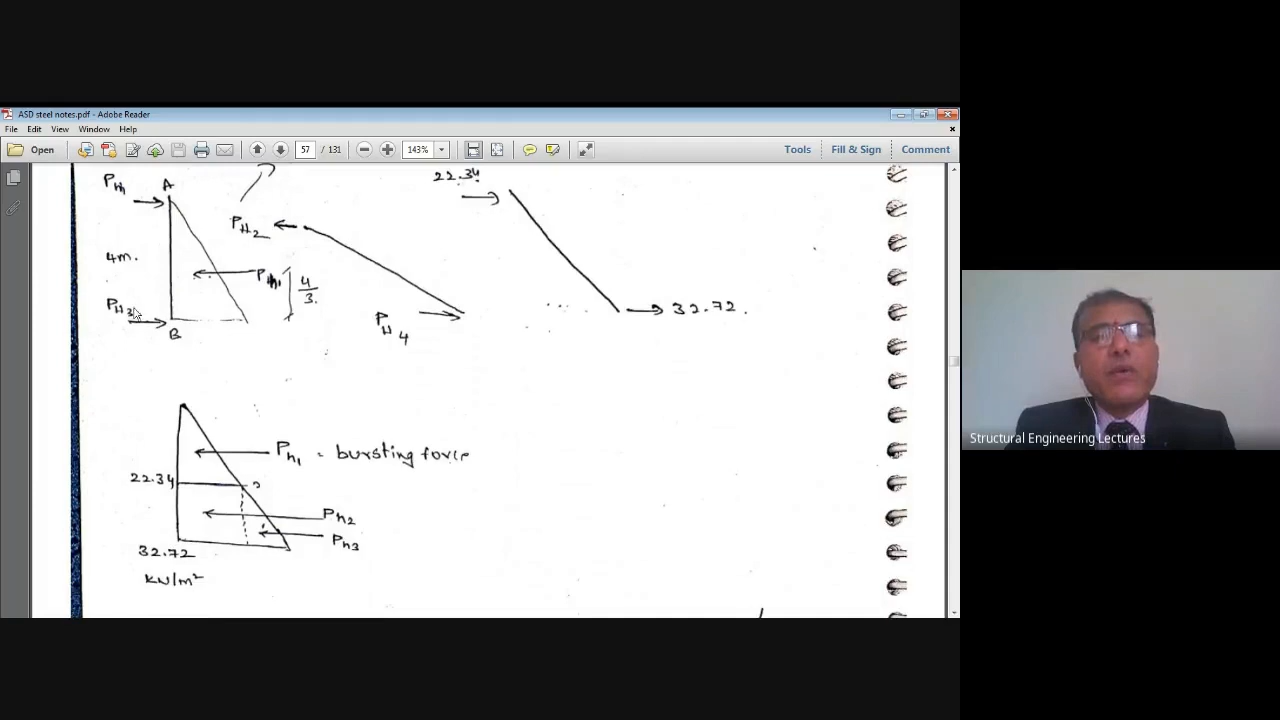 ASD steel notes.pdf - Adobe Reader
File Edit View Window Help
Open 57 / 131 143% Tools Fill & Sign Comment
22.34
A
PH2
4m.
4/3.
PH3
32.72.
PH4
B
Ph1 = bursting force
22.34
Ph2
Ph3
32.72
kN/m²
Structural Engineering Lectures